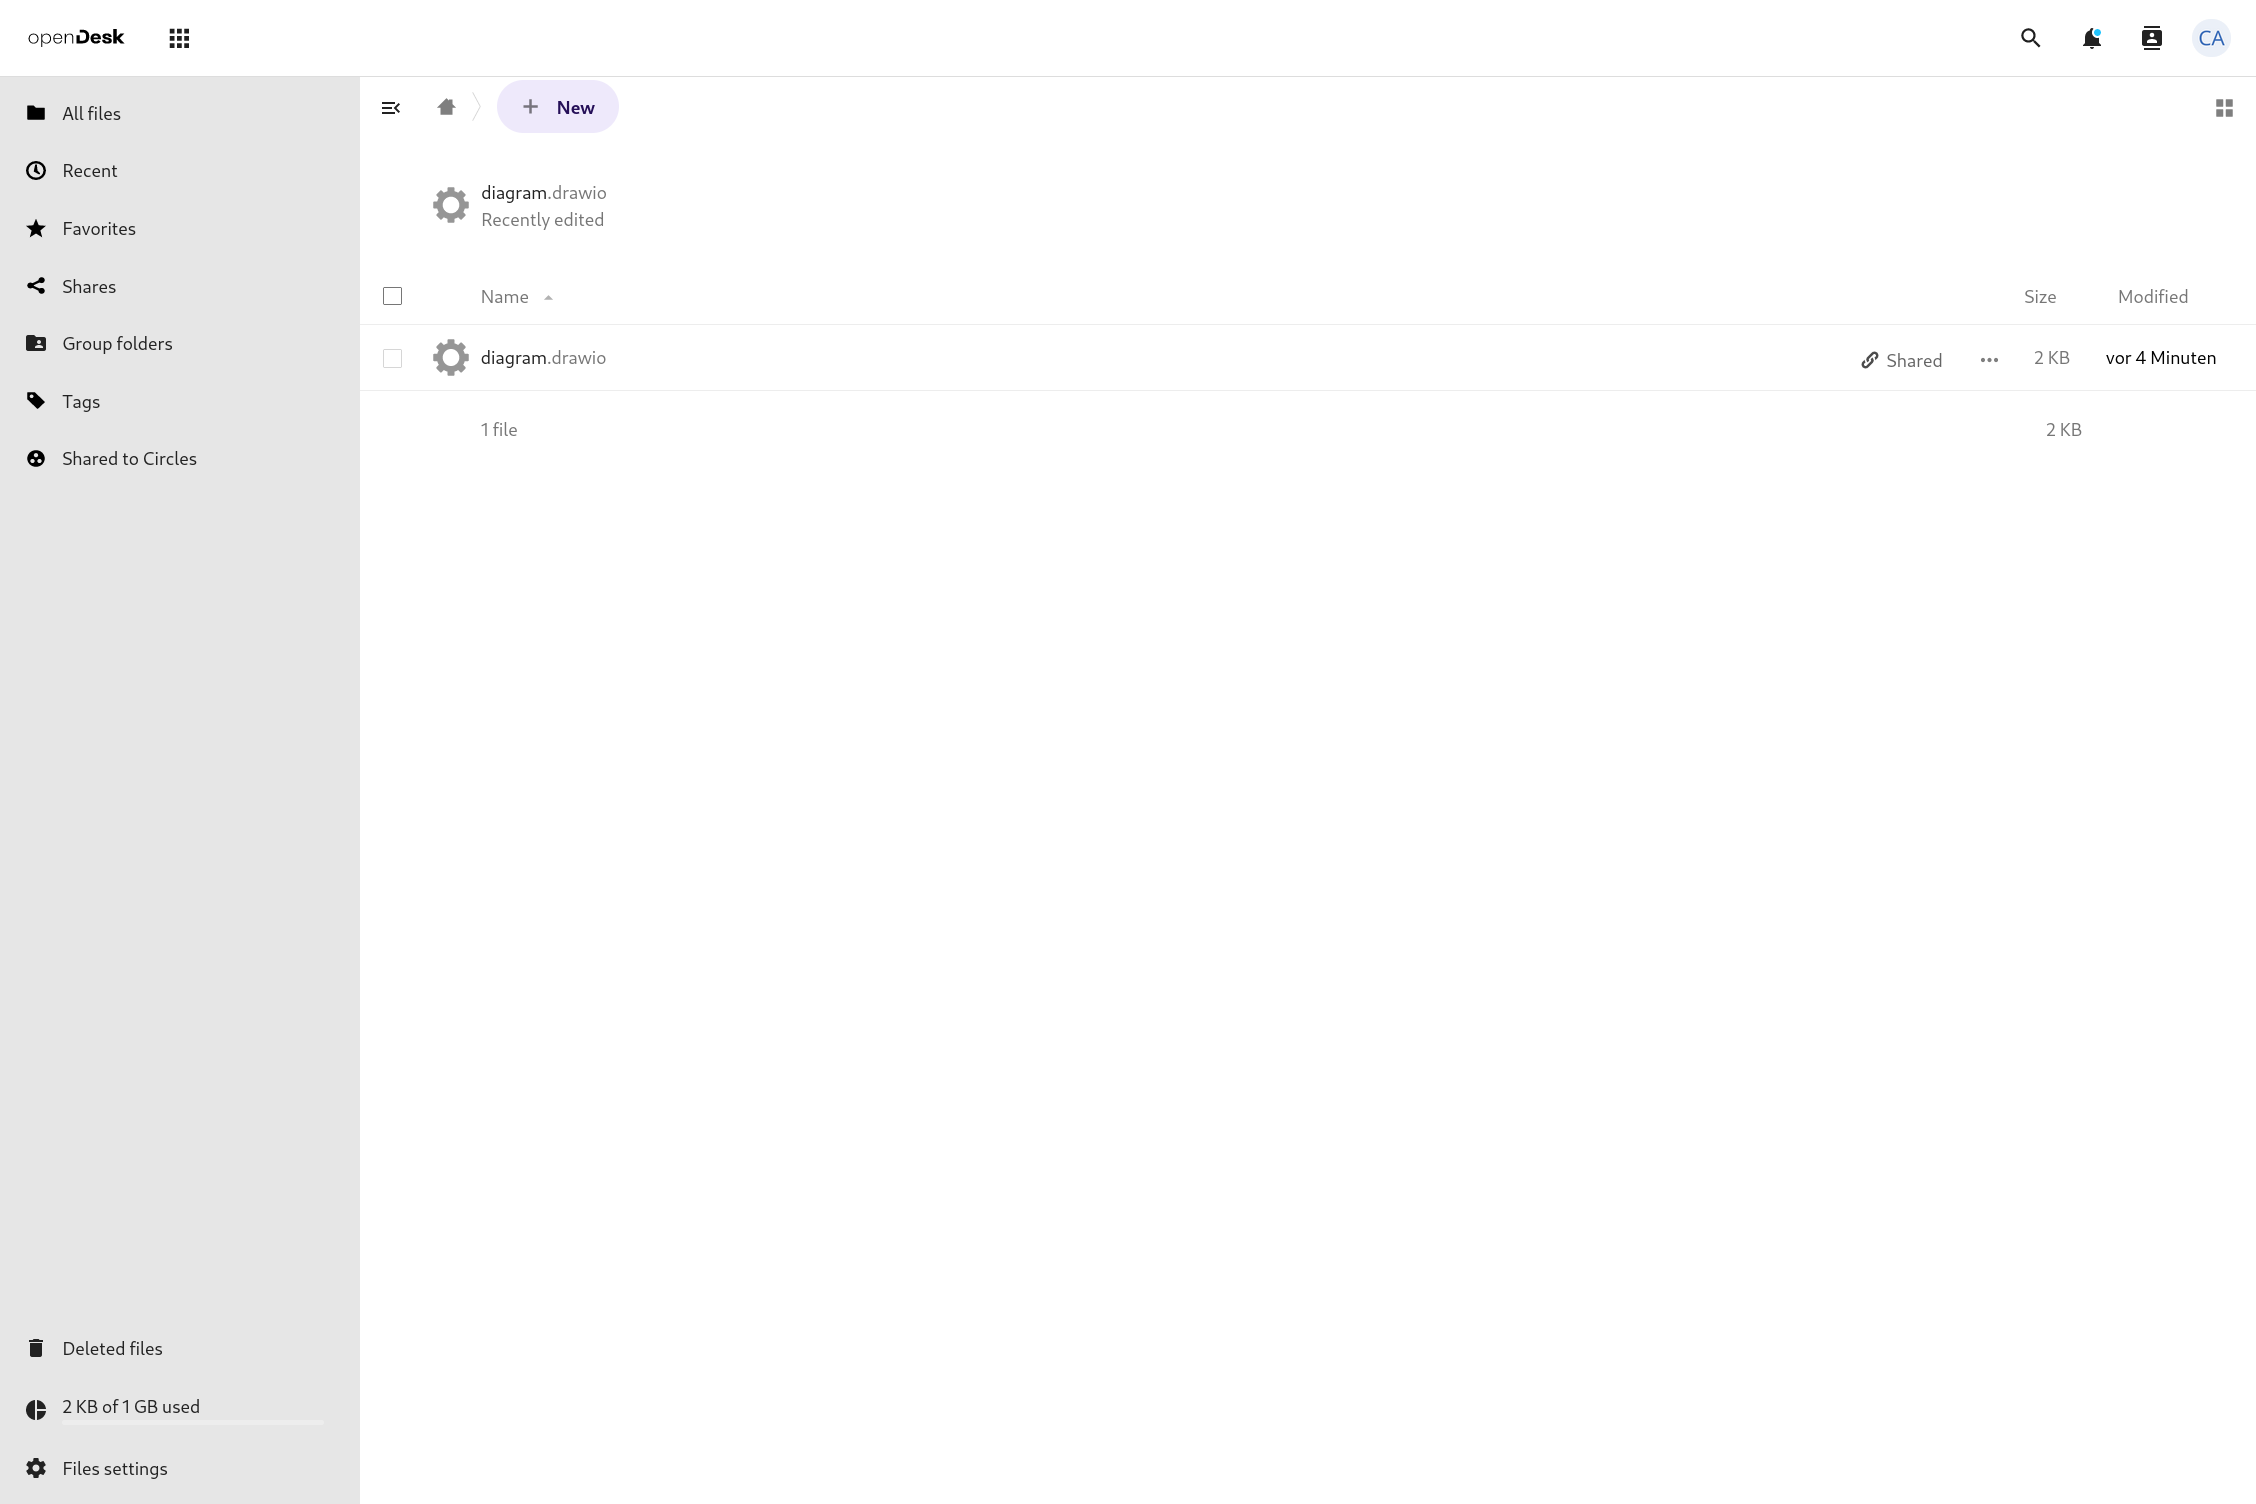 openDesk
CA
All files
Recent
Favorites
Shares
Group folders
Tags
Shared to Circles
New
diagram.drawio
Recently edited
Name Size Modified
diagram.drawio Shared 2 KB vor 4 Minuten
1 file 2 KB
Deleted files
2 KB of 1 GB used
Files settings